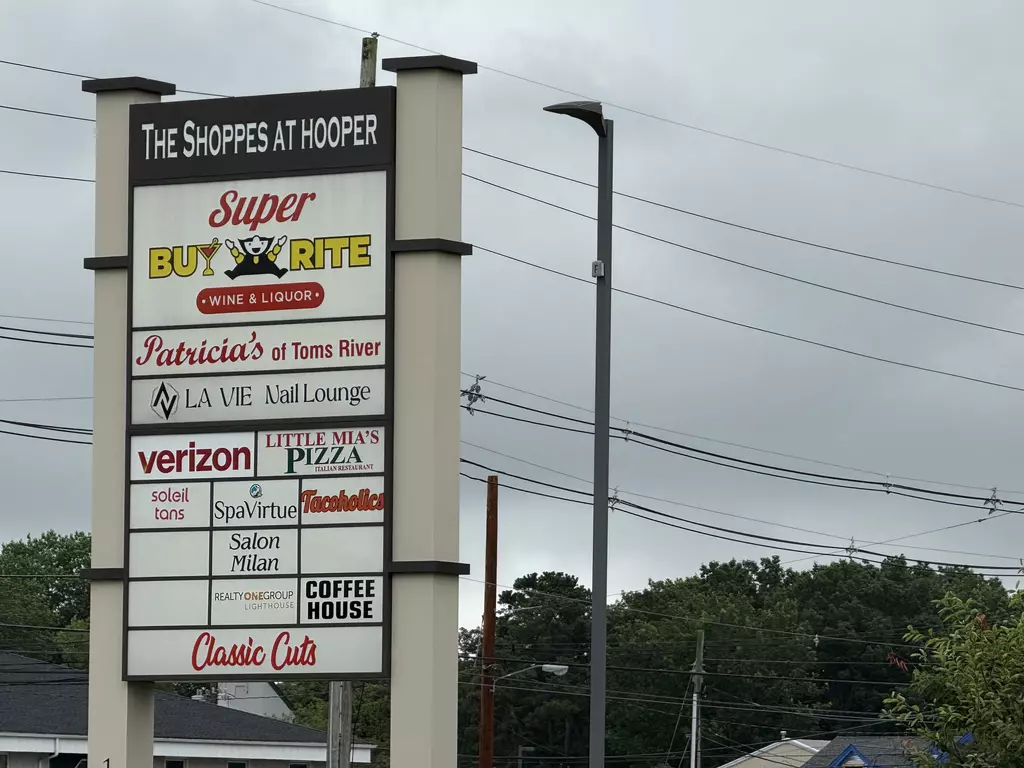 THE SHOPPES AT HOOPER
Super
BUY RITE
• WINE & LIQUOR •
Patricia's of Toms River
LA VIE Nail Lounge
verizon
LITTLE MIA'S
PIZZA
ITALIAN RESTAURANT
soleil
tans
SpaVirtue
Tacoholics
Salon
Milan
REALTY ONE GROUP
LIGHTHOUSE
COFFEE
HOUSE
Classic Cuts
1